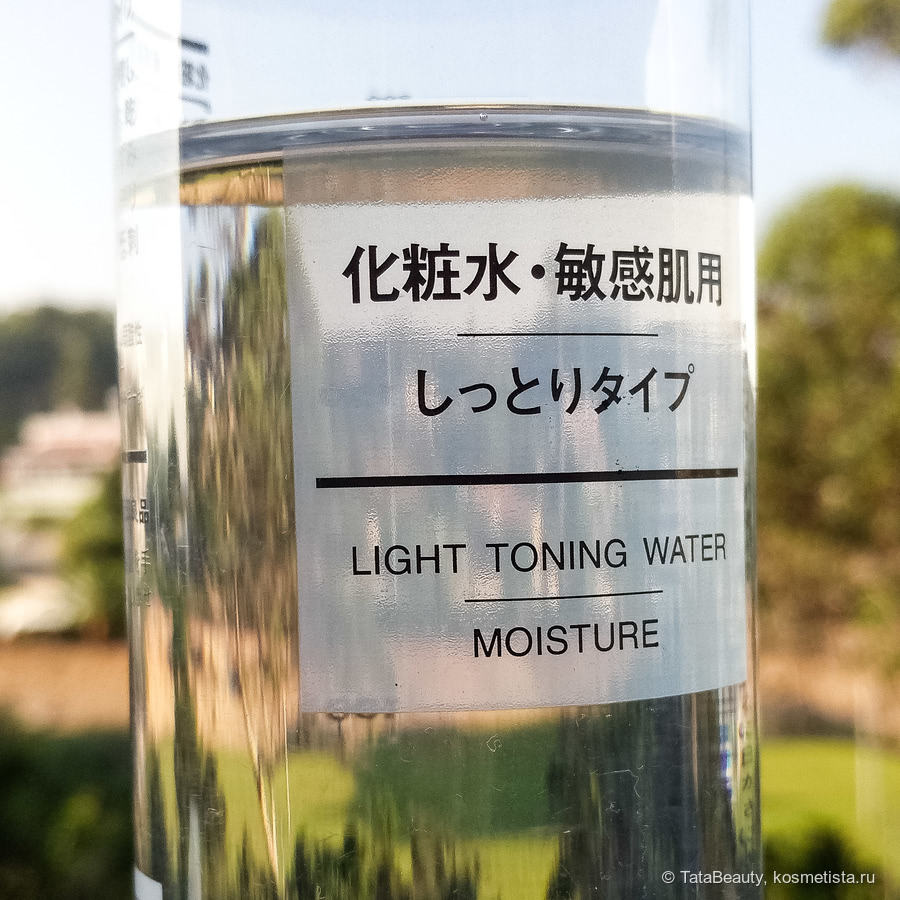 化粧水・敏感肌用
しっとりタイプ
LIGHT TONING WATER
MOISTURE
© TataBeauty, kosmetista.ru